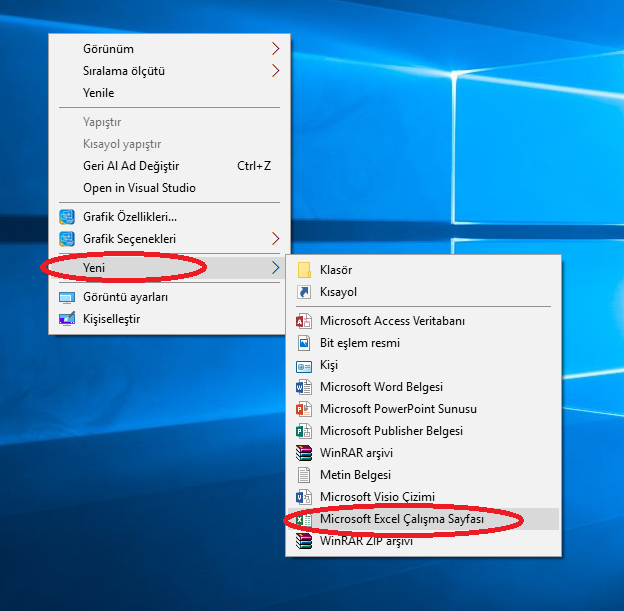 Görünüm
Sıralama ölçütü
Yenile
Yapıştır
Kısayol yapıştır
Geri Al Ad Değiştir Ctrl+Z
Open in Visual Studio
Grafik Özellikleri...
Grafik Seçenekleri
Yeni
Görüntü ayarları
Kişiselleştir
Klasör
Kısayol
Microsoft Access Veritabanı
Bit eşlem resmi
Kişi
Microsoft Word Belgesi
Microsoft PowerPoint Sunusu
Microsoft Publisher Belgesi
WinRAR arşivi
Metin Belgesi
Microsoft Visio Çizimi
Microsoft Excel Çalışma Sayfası
WinRAR ZIP arşivi